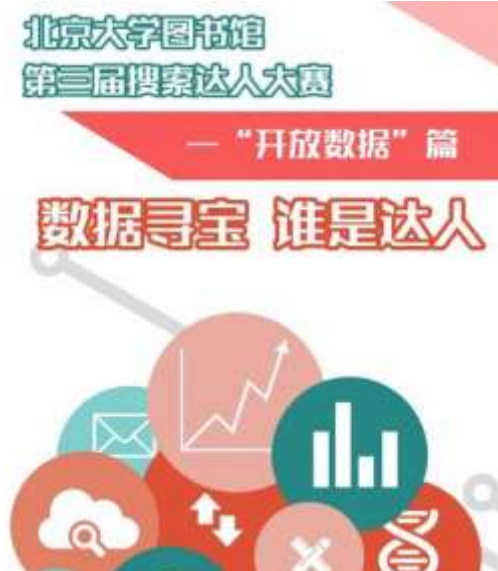 北京大学图书馆
第三届搜索达人大赛
—“开放数据”篇
数据寻宝 谁是达人